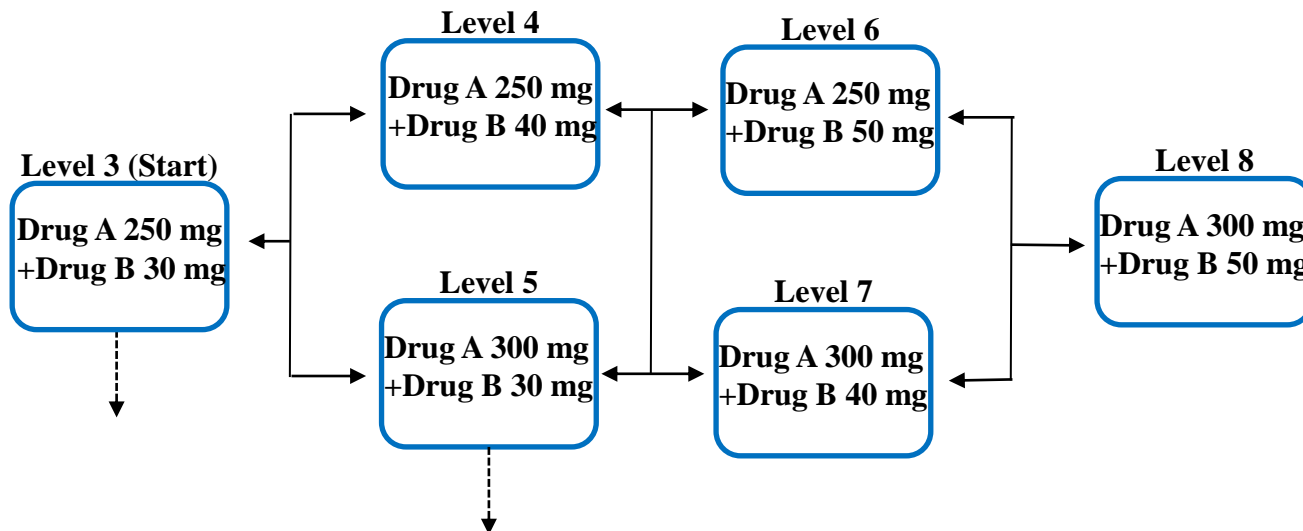 Level 3 (Start)
Drug A 250 mg
+Drug B 30 mg
Level 4
Drug A 250 mg
+Drug B 40 mg
Level 5
Drug A 300 mg
+Drug B 30 mg
Level 6
Drug A 250 mg
+Drug B 50 mg
Level 7
Drug A 300 mg
+Drug B 40 mg
Level 8
Drug A 300 mg
+Drug B 50 mg